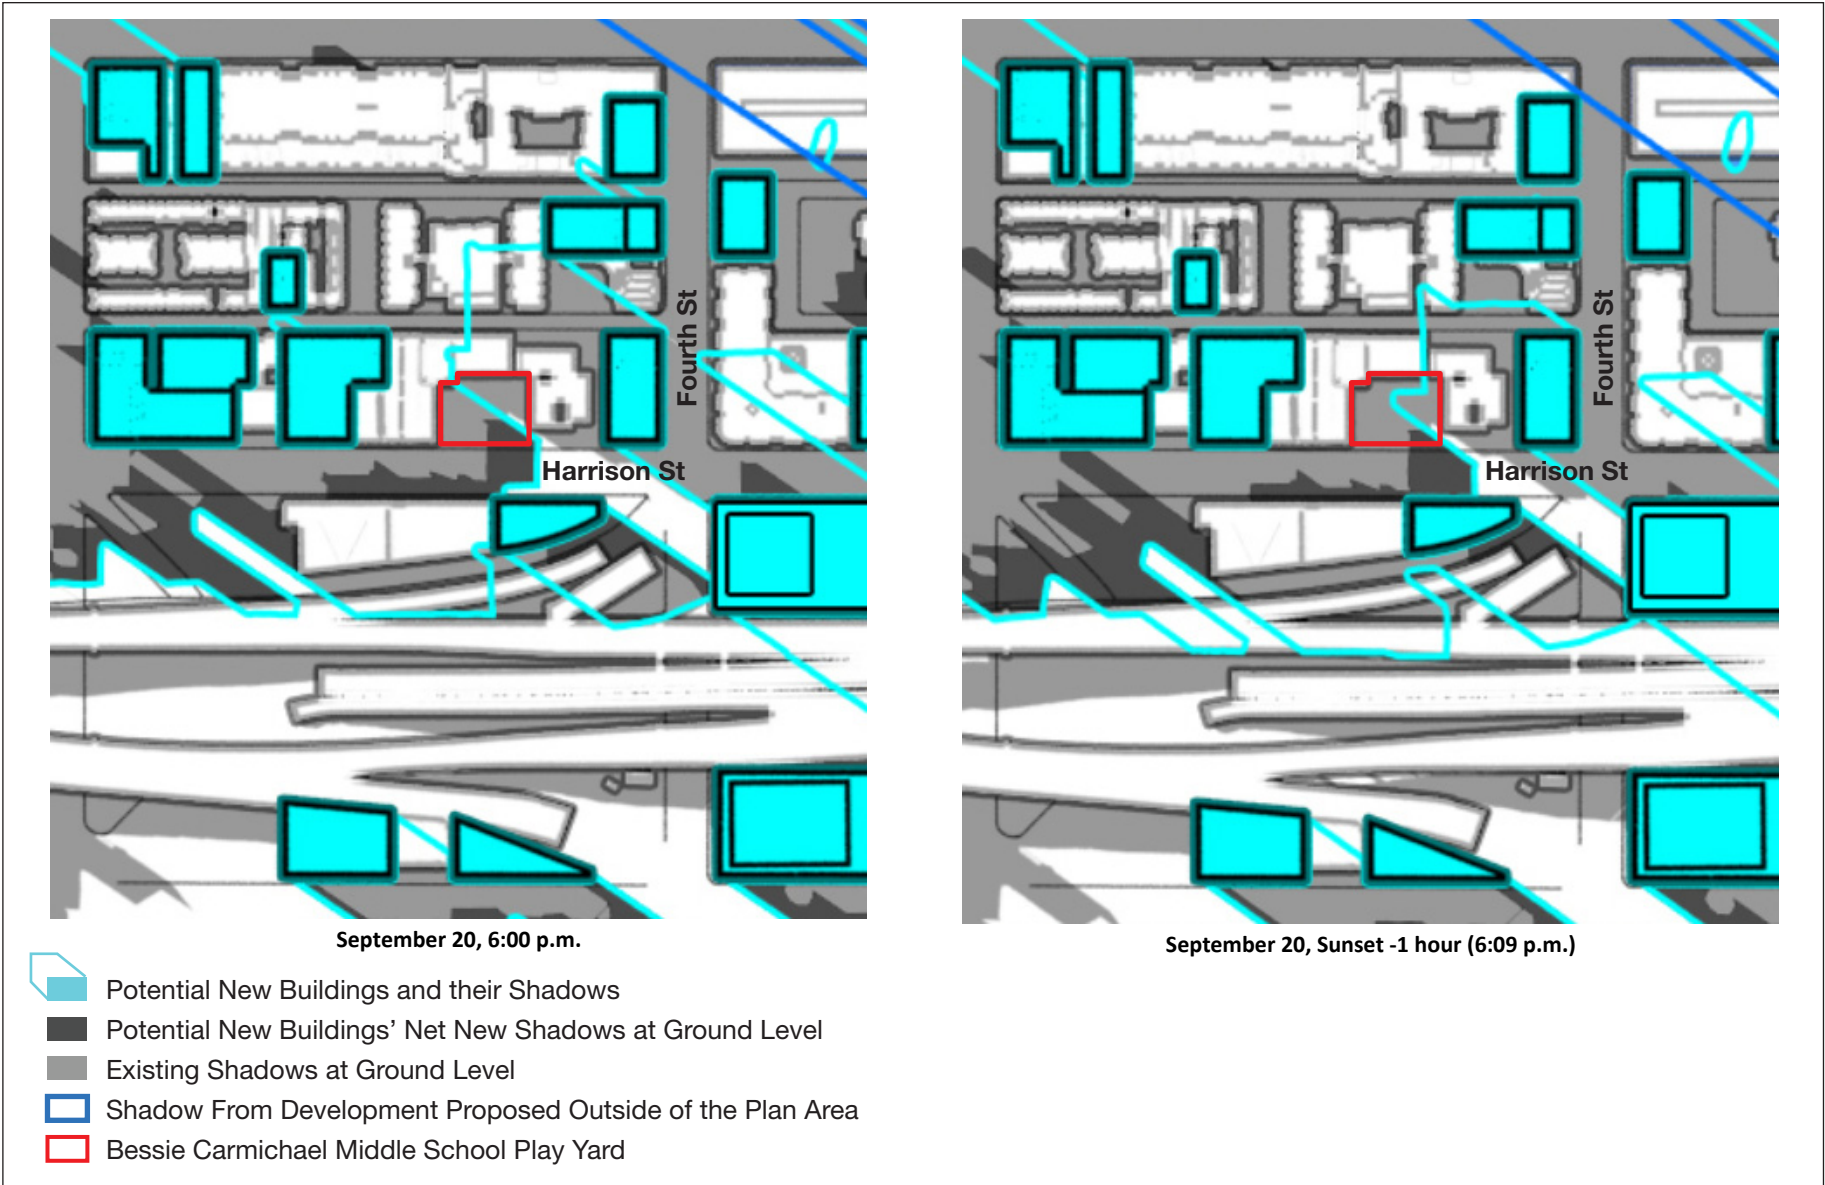 Fourth St
Harrison St
Fourth St
Harrison St
September 20, 6:00 p.m.
September 20, Sunset -1 hour (6:09 p.m.)
Potential New Buildings and their Shadows
Potential New Buildings' Net New Shadows at Ground Level
Existing Shadows at Ground Level
Shadow From Development Proposed Outside of the Plan Area
Bessie Carmichael Middle School Play Yard